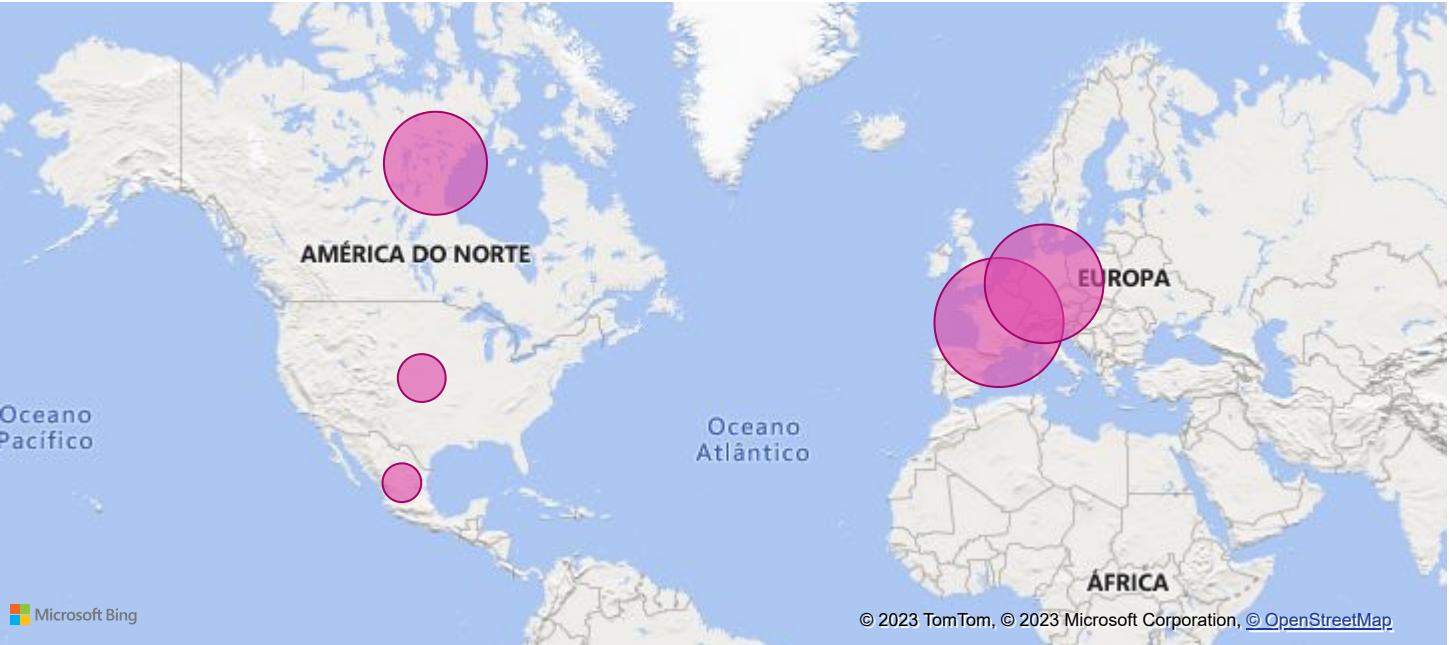 AMÉRICA DO NORTE
EUROPA
Oceano
Pacífico
Oceano
Atlântico
ÁFRICA
Microsoft Bing
© 2023 TomTom, © 2023 Microsoft Corporation, © OpenStreetMap